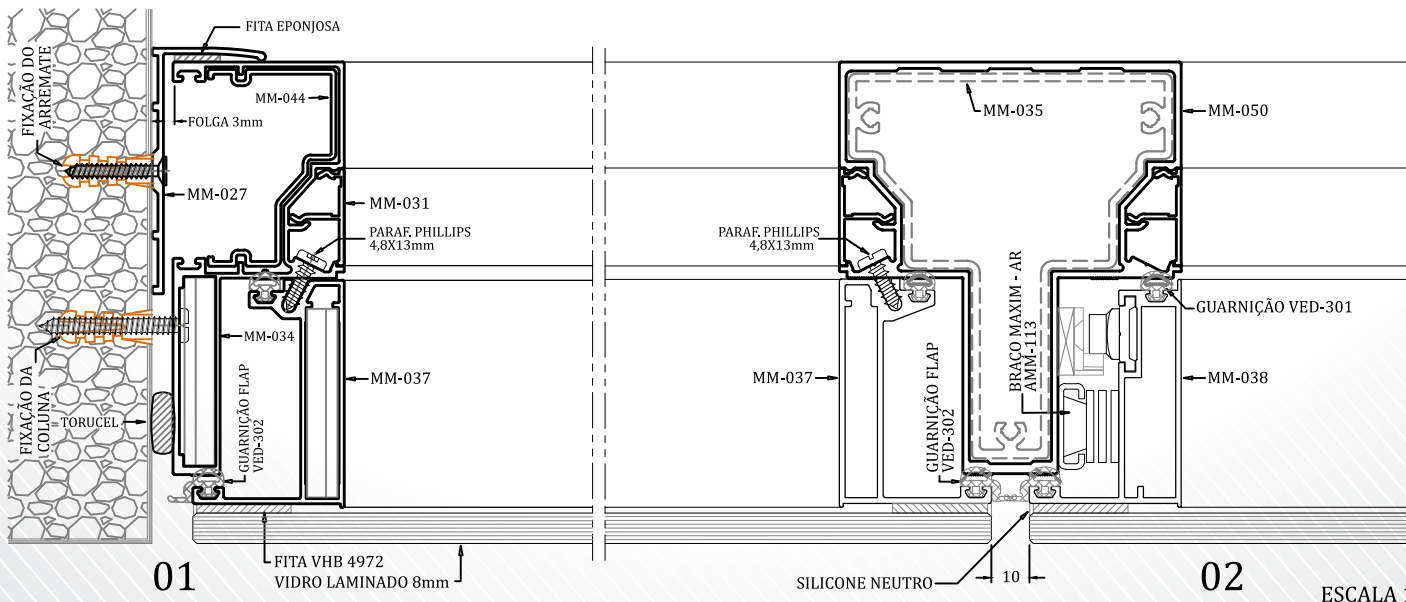 FITA EPONJOSA
FIXAÇÃO DO
ARREMATE
MM-044
FOLGA 3mm
MM-027
MM-031
PARAF. PHILLIPS
4,8X13mm
MM-034
MM-037
FIXAÇÃO DA
COLUNA
TORUCEL
GUARNIÇÃO FLAP
VED-302
FITA VHB 4972
VIDRO LAMINADO 8mm
01
MM-035
MM-050
PARAF. PHILLIPS
4,8X13mm
GUARNIÇÃO VED-301
BRAÇO MAXIM - AR
AMM-113
MM-037
MM-038
GUARNIÇÃO FLAP
VED-302
SILICONE NEUTRO
10
02
ESCALA